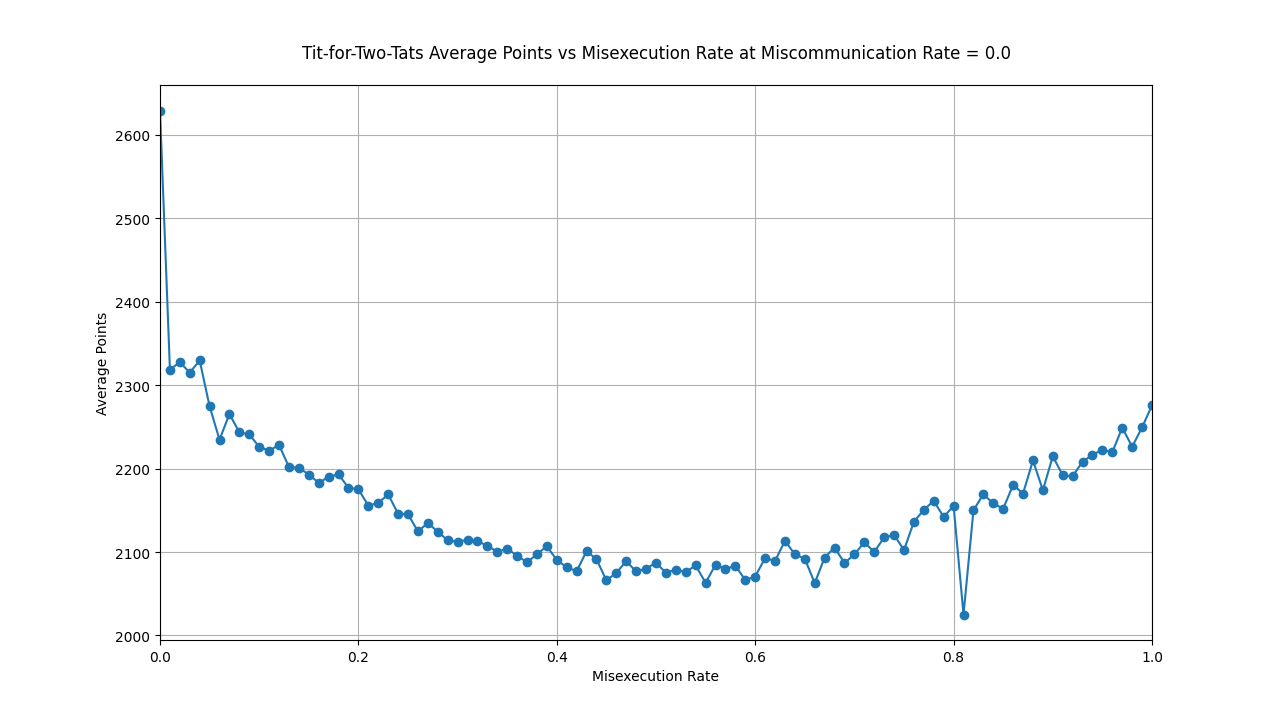 Tit-for-Two-Tats Average Points vs Misexecution Rate at Miscommunication Rate = 0.0
2600
2500
2400
2300
2200
2100
2000
Average Points
0.0 0.2 0.4 0.6 0.8 1.0
Misexecution Rate